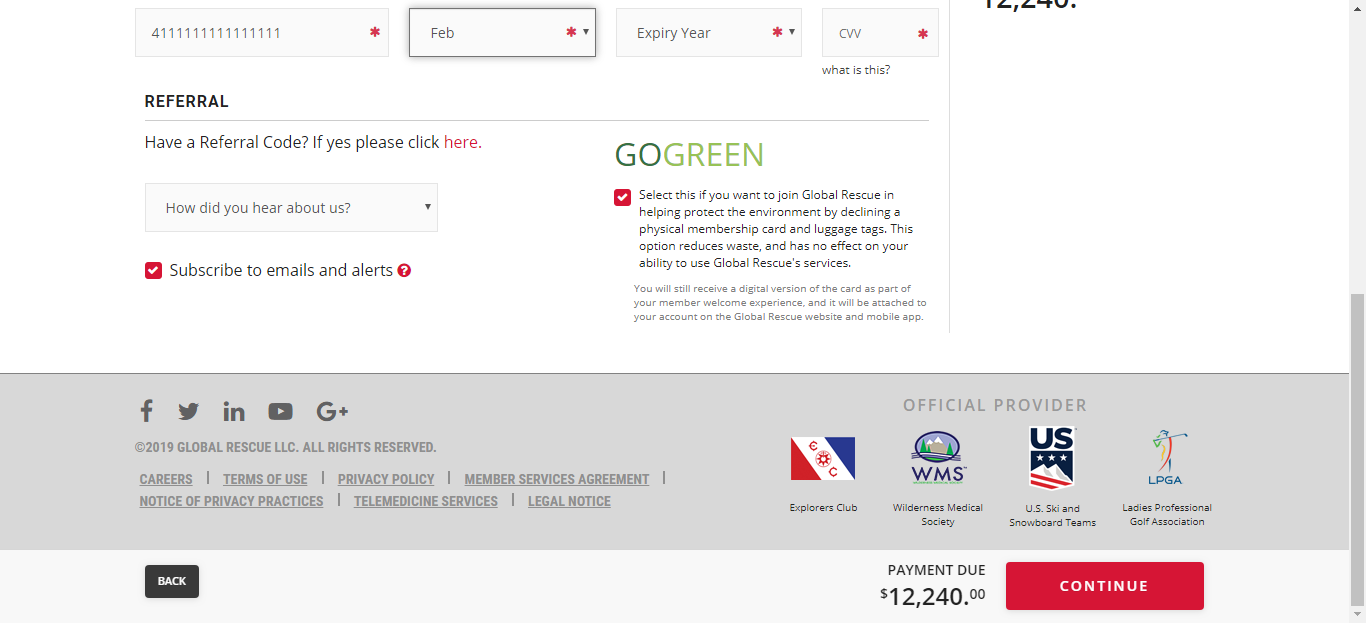 12,240.
4111111111111111 *
Feb *
Expiry Year *
CVV *
what is this?
REFERRAL
Have a Referral Code? If yes please click here.
How did you hear about us?
Subscribe to emails and alerts ?
GOGREEN
Select this if you want to join Global Rescue in
helping protect the environment by declining a
physical membership card and luggage tags. This
option reduces waste, and has no effect on your
ability to use Global Rescue's services.
You will still receive a digital version of the card as part of
your member welcome experience, and it will be attached to
your account on the Global Rescue website and mobile app.
©2019 GLOBAL RESCUE LLC. ALL RIGHTS RESERVED.
CAREERS | TERMS OF USE | PRIVACY POLICY | MEMBER SERVICES AGREEMENT |
NOTICE OF PRIVACY PRACTICES | TELEMEDICINE SERVICES | LEGAL NOTICE
OFFICIAL PROVIDER
WMS
US
LPGA
Explorers Club
Wilderness Medical
Society
U.S. Ski and
Snowboard Teams
Ladies Professional
Golf Association
BACK
PAYMENT DUE
$12,240.00
CONTINUE